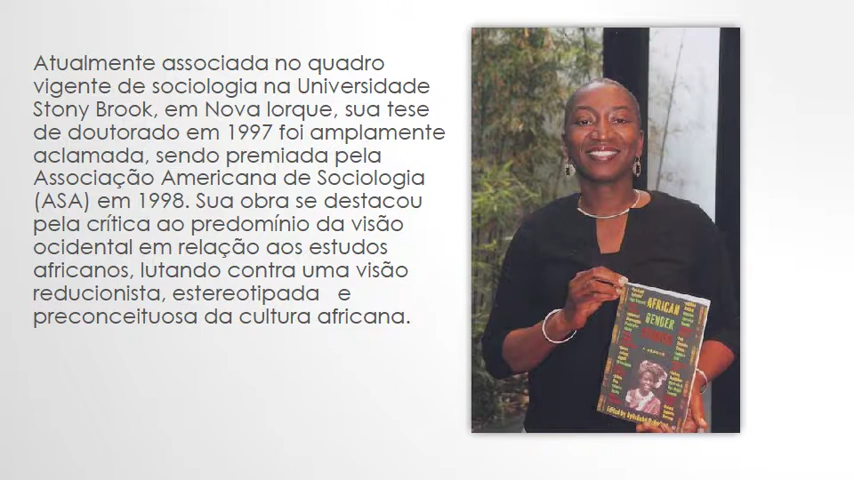 Atualmente associada no quadro
vigente de sociologia na Universidade
Stony Brook, em Nova Iorque, sua tese
de doutorado em 1997 foi amplamente
aclamada, sendo premiada pela
Associação Americana de Sociologia
(ASA) em 1998. Sua obra se destacou
pela crítica ao predomínio da visão
ocidental em relação aos estudos
africanos, lutando contra uma visão
reducionista, estereotipada e
preconceituosa da cultura africana.
AFRICAN
GENDER